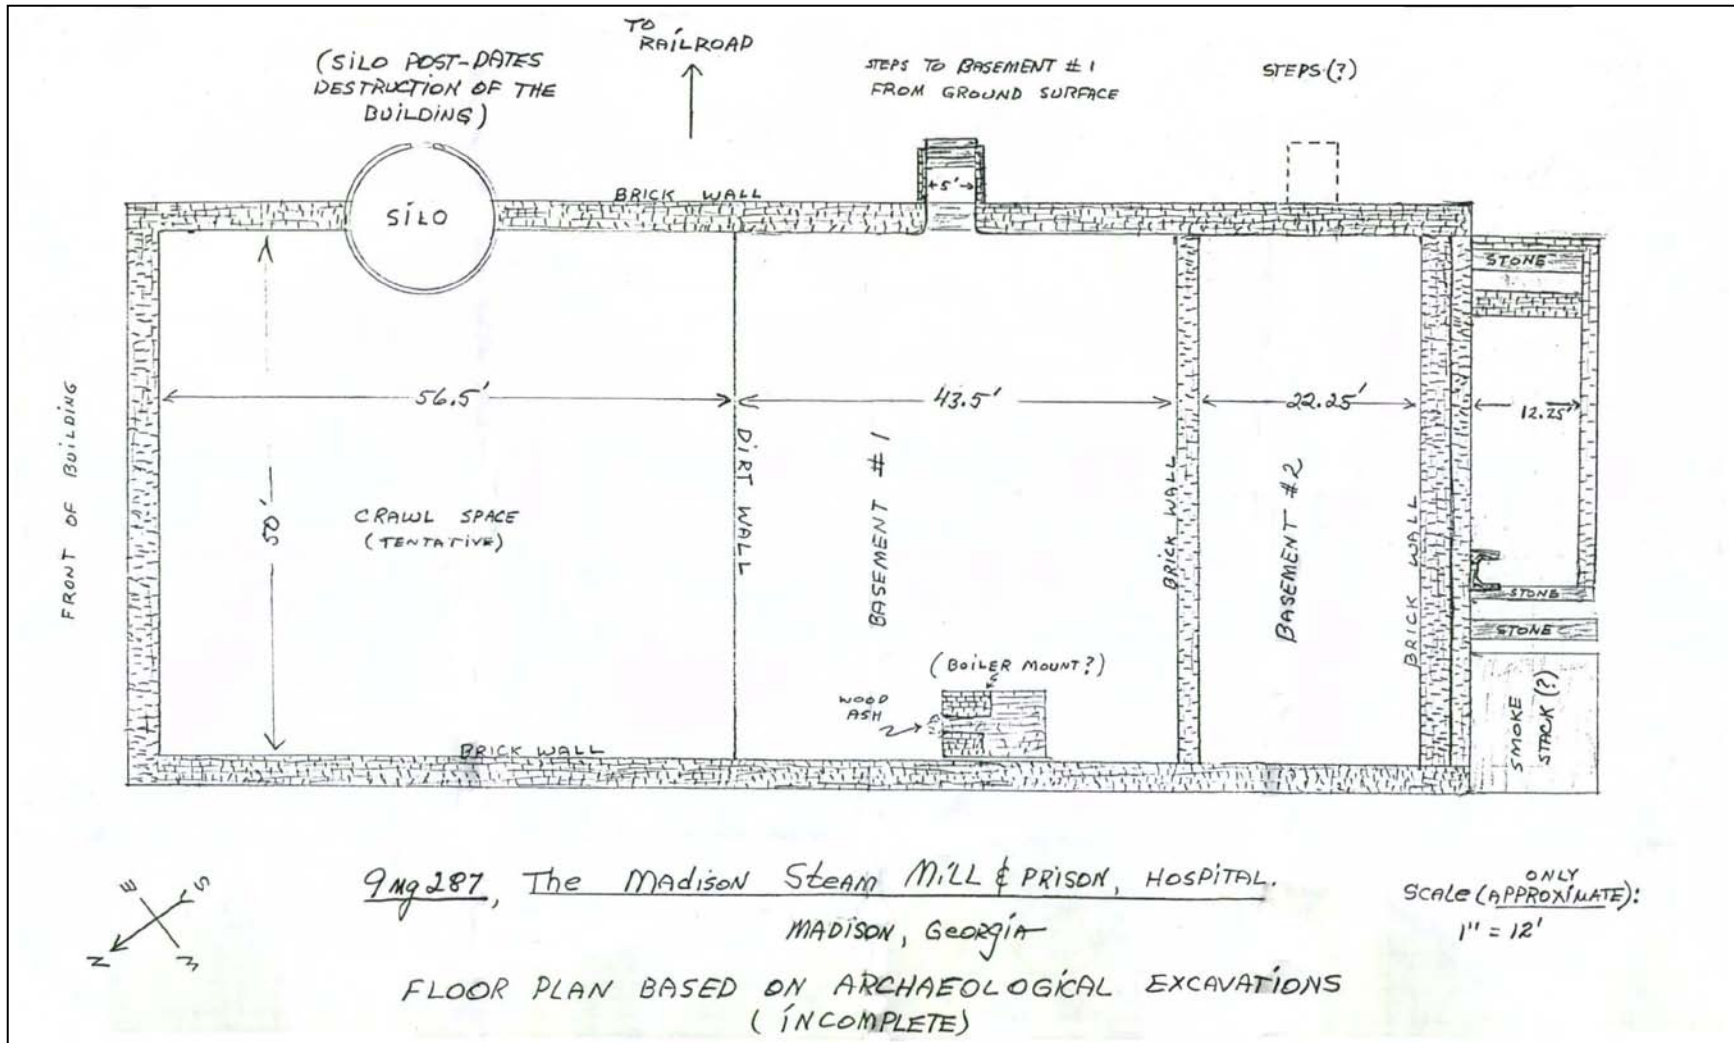 TO
RAILROAD
(SILO POST-DATES
DESTRUCTION OF THE
BUILDING)
STEPS TO BASEMENT #1
FROM GROUND SURFACE
STEPS(?)
BRICK WALL
5'
SILO
STONE
56.5'
43.5'
22.25'
12.25'
FRONT OF BUILDING
50'
CRAWL SPACE
(TENTATIVE)
DIRT WALL
BASEMENT #1
BRICK WALL
BASEMENT #2
BRICK WALL
STONE
STONE
(BOILER MOUNT?)
WOOD
ASH
SMOKE
STACK(?)
BRICK WALL
E
S
N
W
9Mg287, The Madison Steam Mill & PRISON, HOSPITAL.
MADISON, Georgia
FLOOR PLAN BASED ON ARCHAEOLOGICAL EXCAVATIONS
(INCOMPLETE)
ONLY
SCALE (APPROXIMATE):
1" = 12'